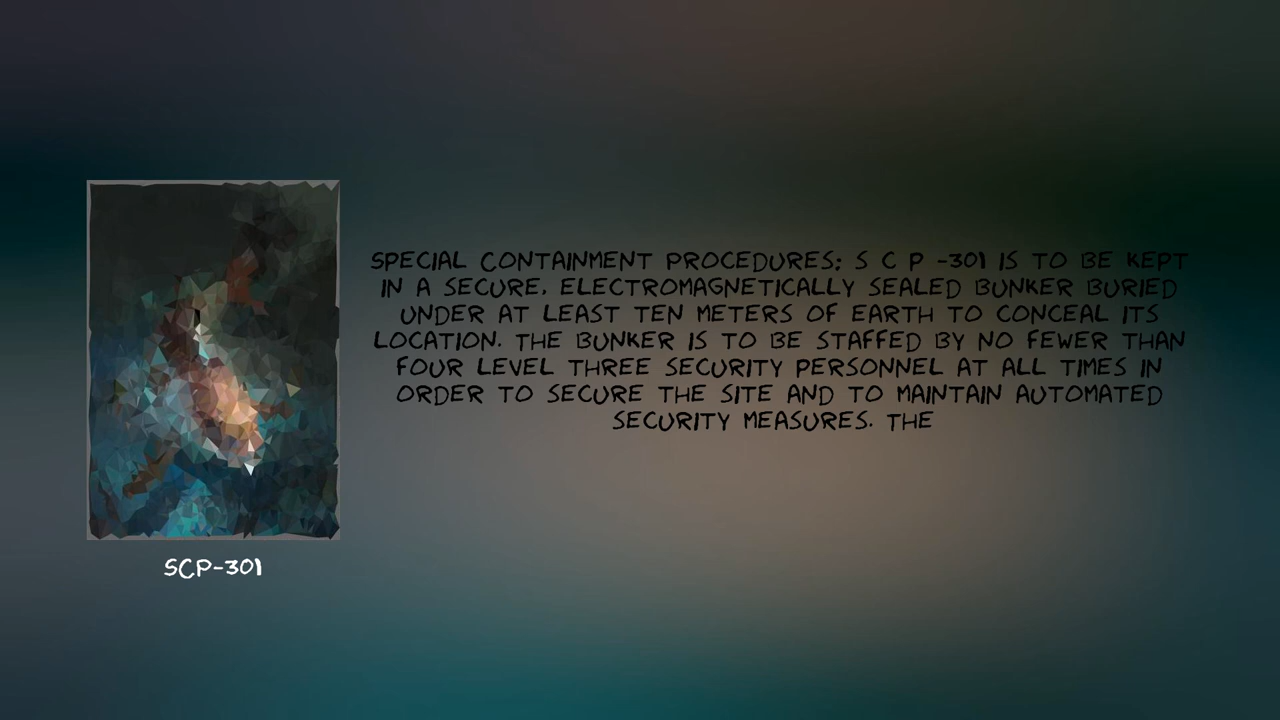 SPECIAL CONTAINMENT PROCEDURES: S C P -301 IS TO BE KEPT
IN A SECURE, ELECTROMAGNETICALLY SEALED BUNKER BURIED
UNDER AT LEAST TEN METERS OF EARTH TO CONCEAL ITS
LOCATION. THE BUNKER IS TO BE STAFFED BY NO FEWER THAN
FOUR LEVEL THREE SECURITY PERSONNEL AT ALL TIMES IN
ORDER TO SECURE THE SITE AND TO MAINTAIN AUTOMATED
SECURITY MEASURES. THE
SCP-301